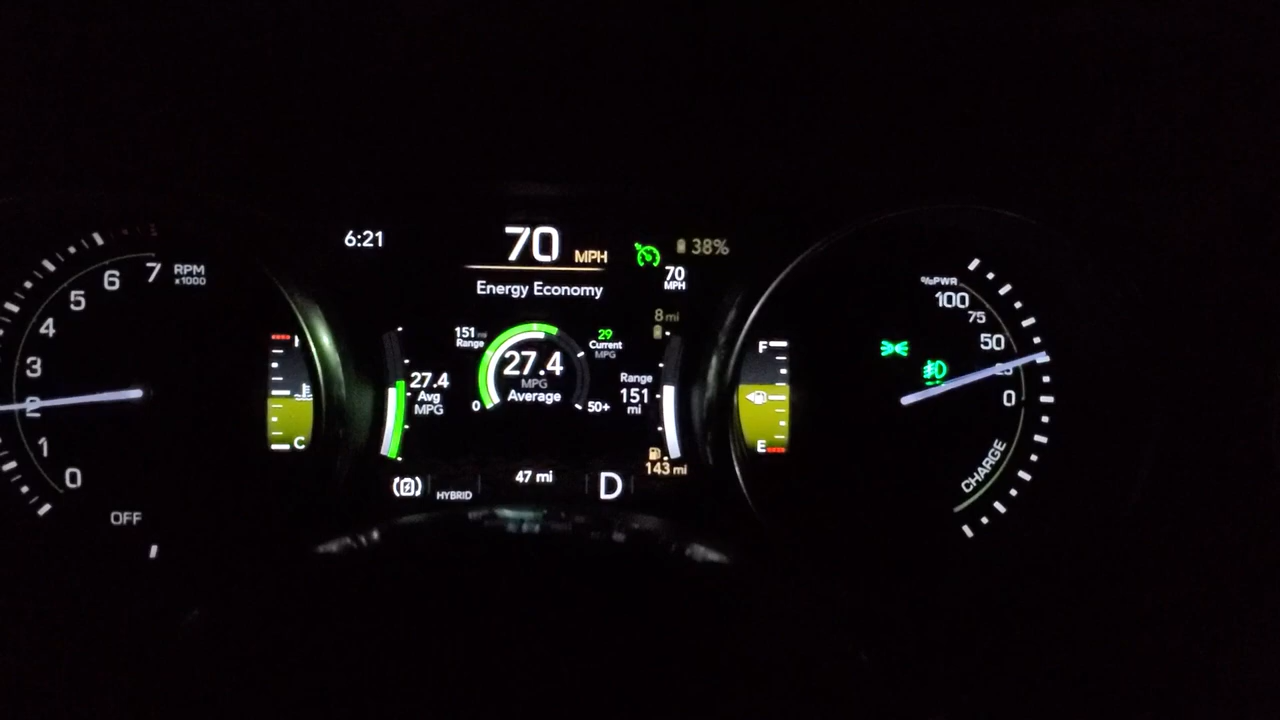 6:21
70 MPH
38%
70
MPH
Energy Economy
7 RPM
x1000
6
5
4
3
2
1
0
OFF
C
27.4
Avg
MPG
151 mi
Range
27.4
MPG
Average
0
50+
29
Current
MPG
8 mi
Range
151
mi
143 mi
HYBRID
47 mi
D
F
E
%PWR
100
75
50
25
0
CHARGE